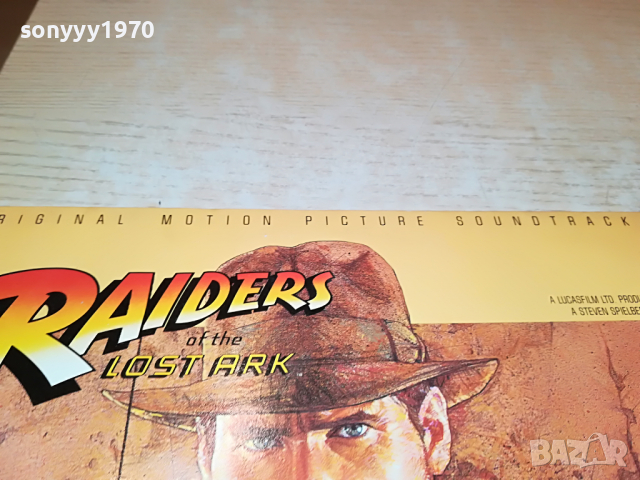 sonyyy1970
RIGINAL MOTION PICTURE SOUNDTRACK
RAIDERS
of the
LOST ARK
A LUCASFILM LTD. PRODU
A STEVEN SPIELBE
BAZAR